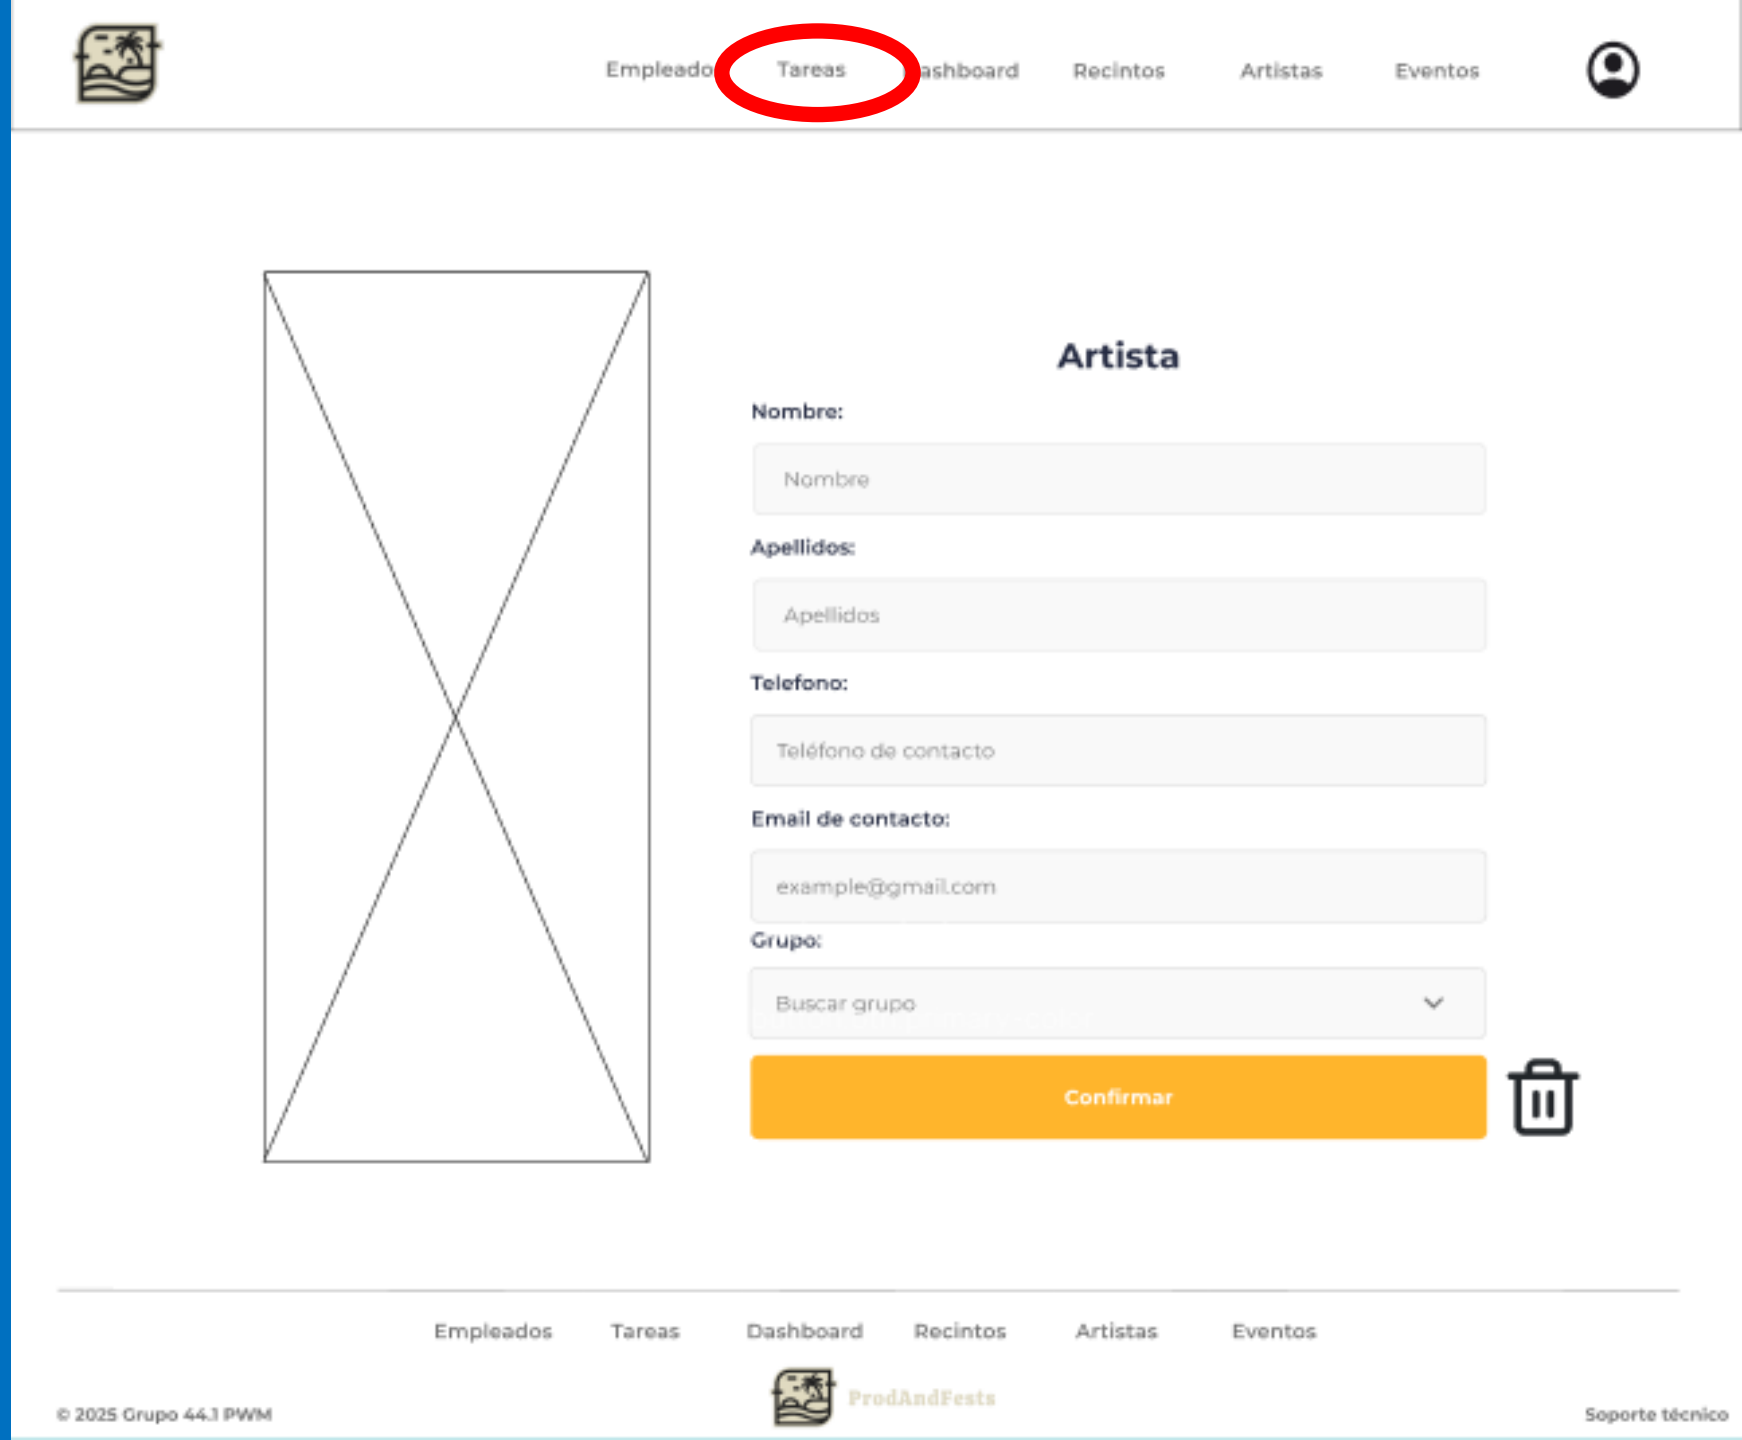 Empleado Tareas ashboard Recintos Artistas Eventos
Artista
Nombre:
Nombre
Apellidos:
Apellidos
Telefono:
Teléfono de contacto
Email de contacto:
example@gmail.com
Grupo:
Buscar grupo
Confirmar
Empleados Tareas Dashboard Recintos Artistas Eventos
ProdAndFests
© 2025 Grupo 44.1 PWM
Soporte técnico